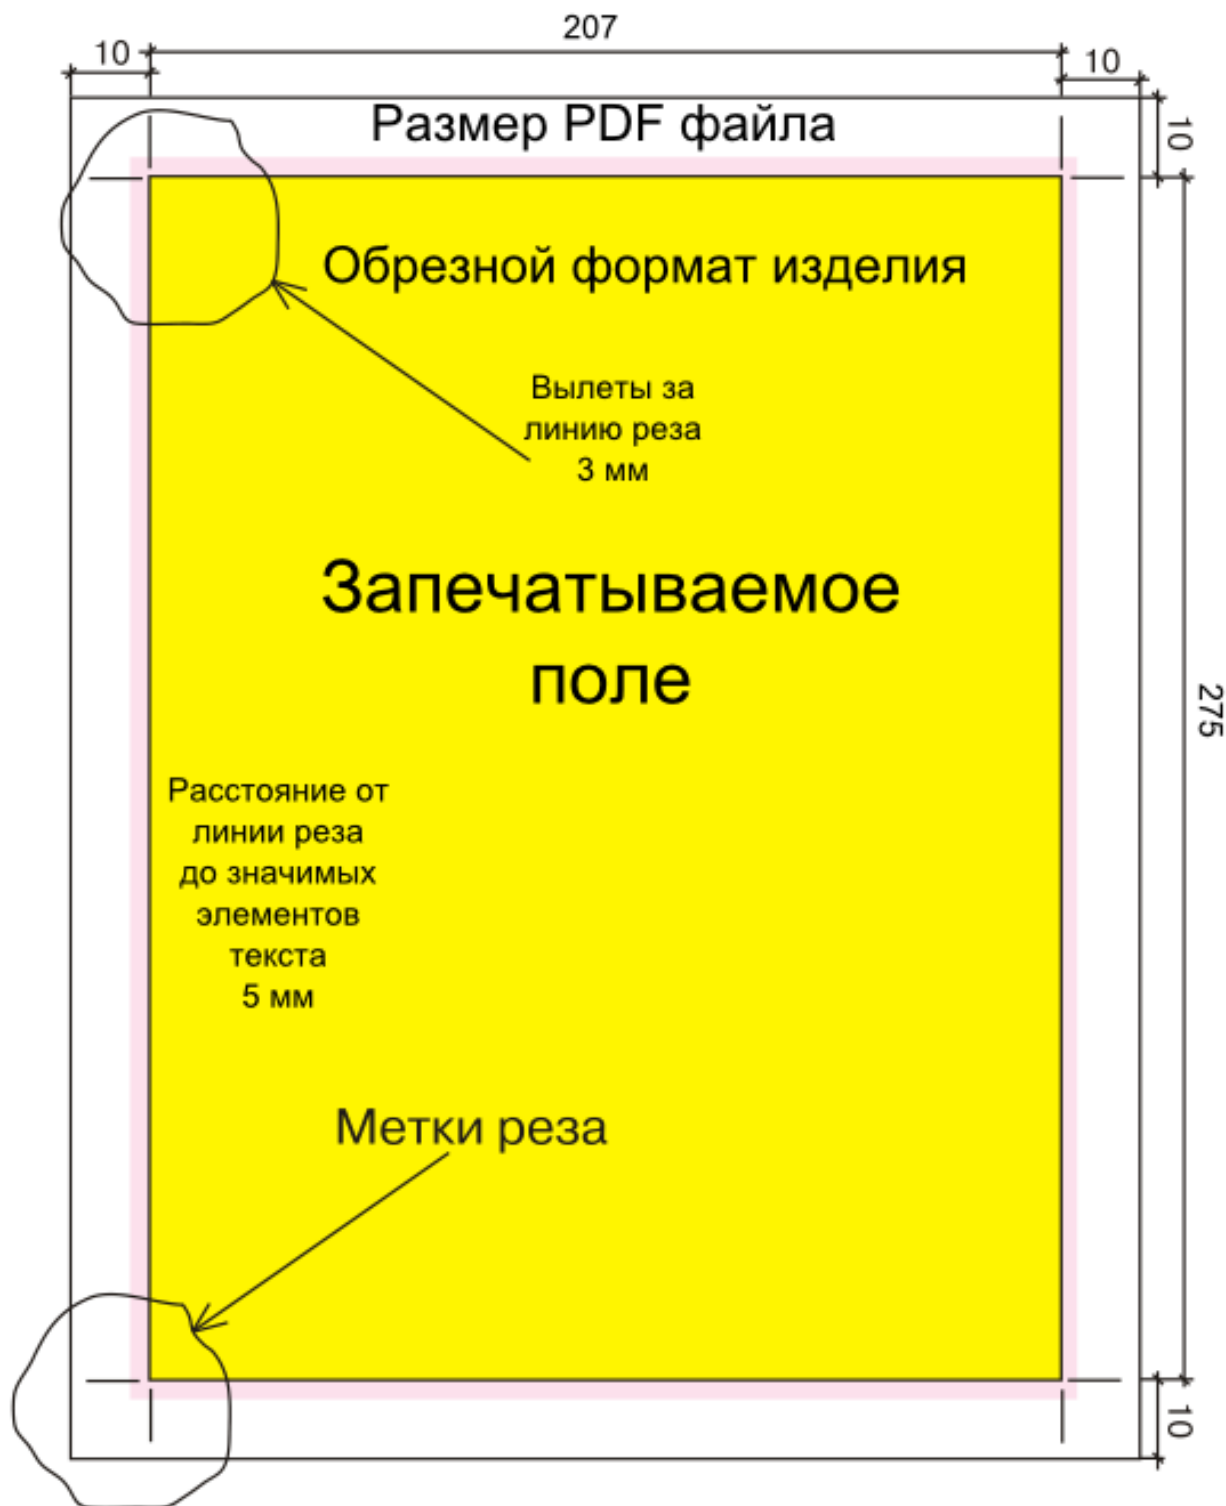 207
10
10
Размер PDF файла
10
Обрезной формат изделия
Вылеты за
линию реза
3 мм
Запечатываемое
поле
275
Расстояние от
линии реза
до значимых
элементов
текста
5 мм
Метки реза
10